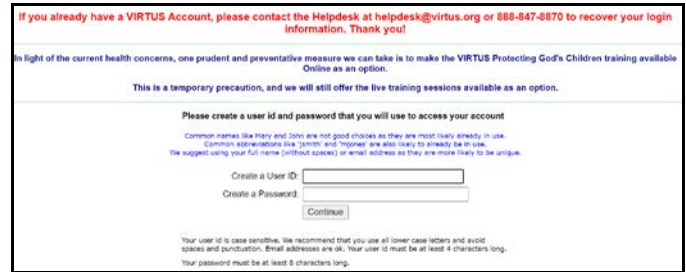 If you already have a VIRTUS Account, please contact the Helpdesk at helpdesk@virtus.org or 888-847-8870 to recover your login
information. Thank you!
In light of the current health concerns, one prudent and preventative measure we can take is to make the VIRTUS Protecting God's Children training available
Online as an option.
This is a temporary precaution, and we will still offer the live training sessions available as an option.
Please create a user id and password that you will use to access your account
Common names like Mary and John are not good choices as they are most likely already in use.
Common abbreviations like 'jsmith' and 'mjones' are also likely to already be in use.
We suggest using your full name (without spaces) or email address as they are more likely to be unique.
Create a User ID:
Create a Password:
Continue
Your user id is case sensitive. We recommend that you use all lower case letters and avoid
spaces and punctuation. Email addresses are ok. Your user id must be at least 4 characters long.
Your password must be at least 8 characters long.